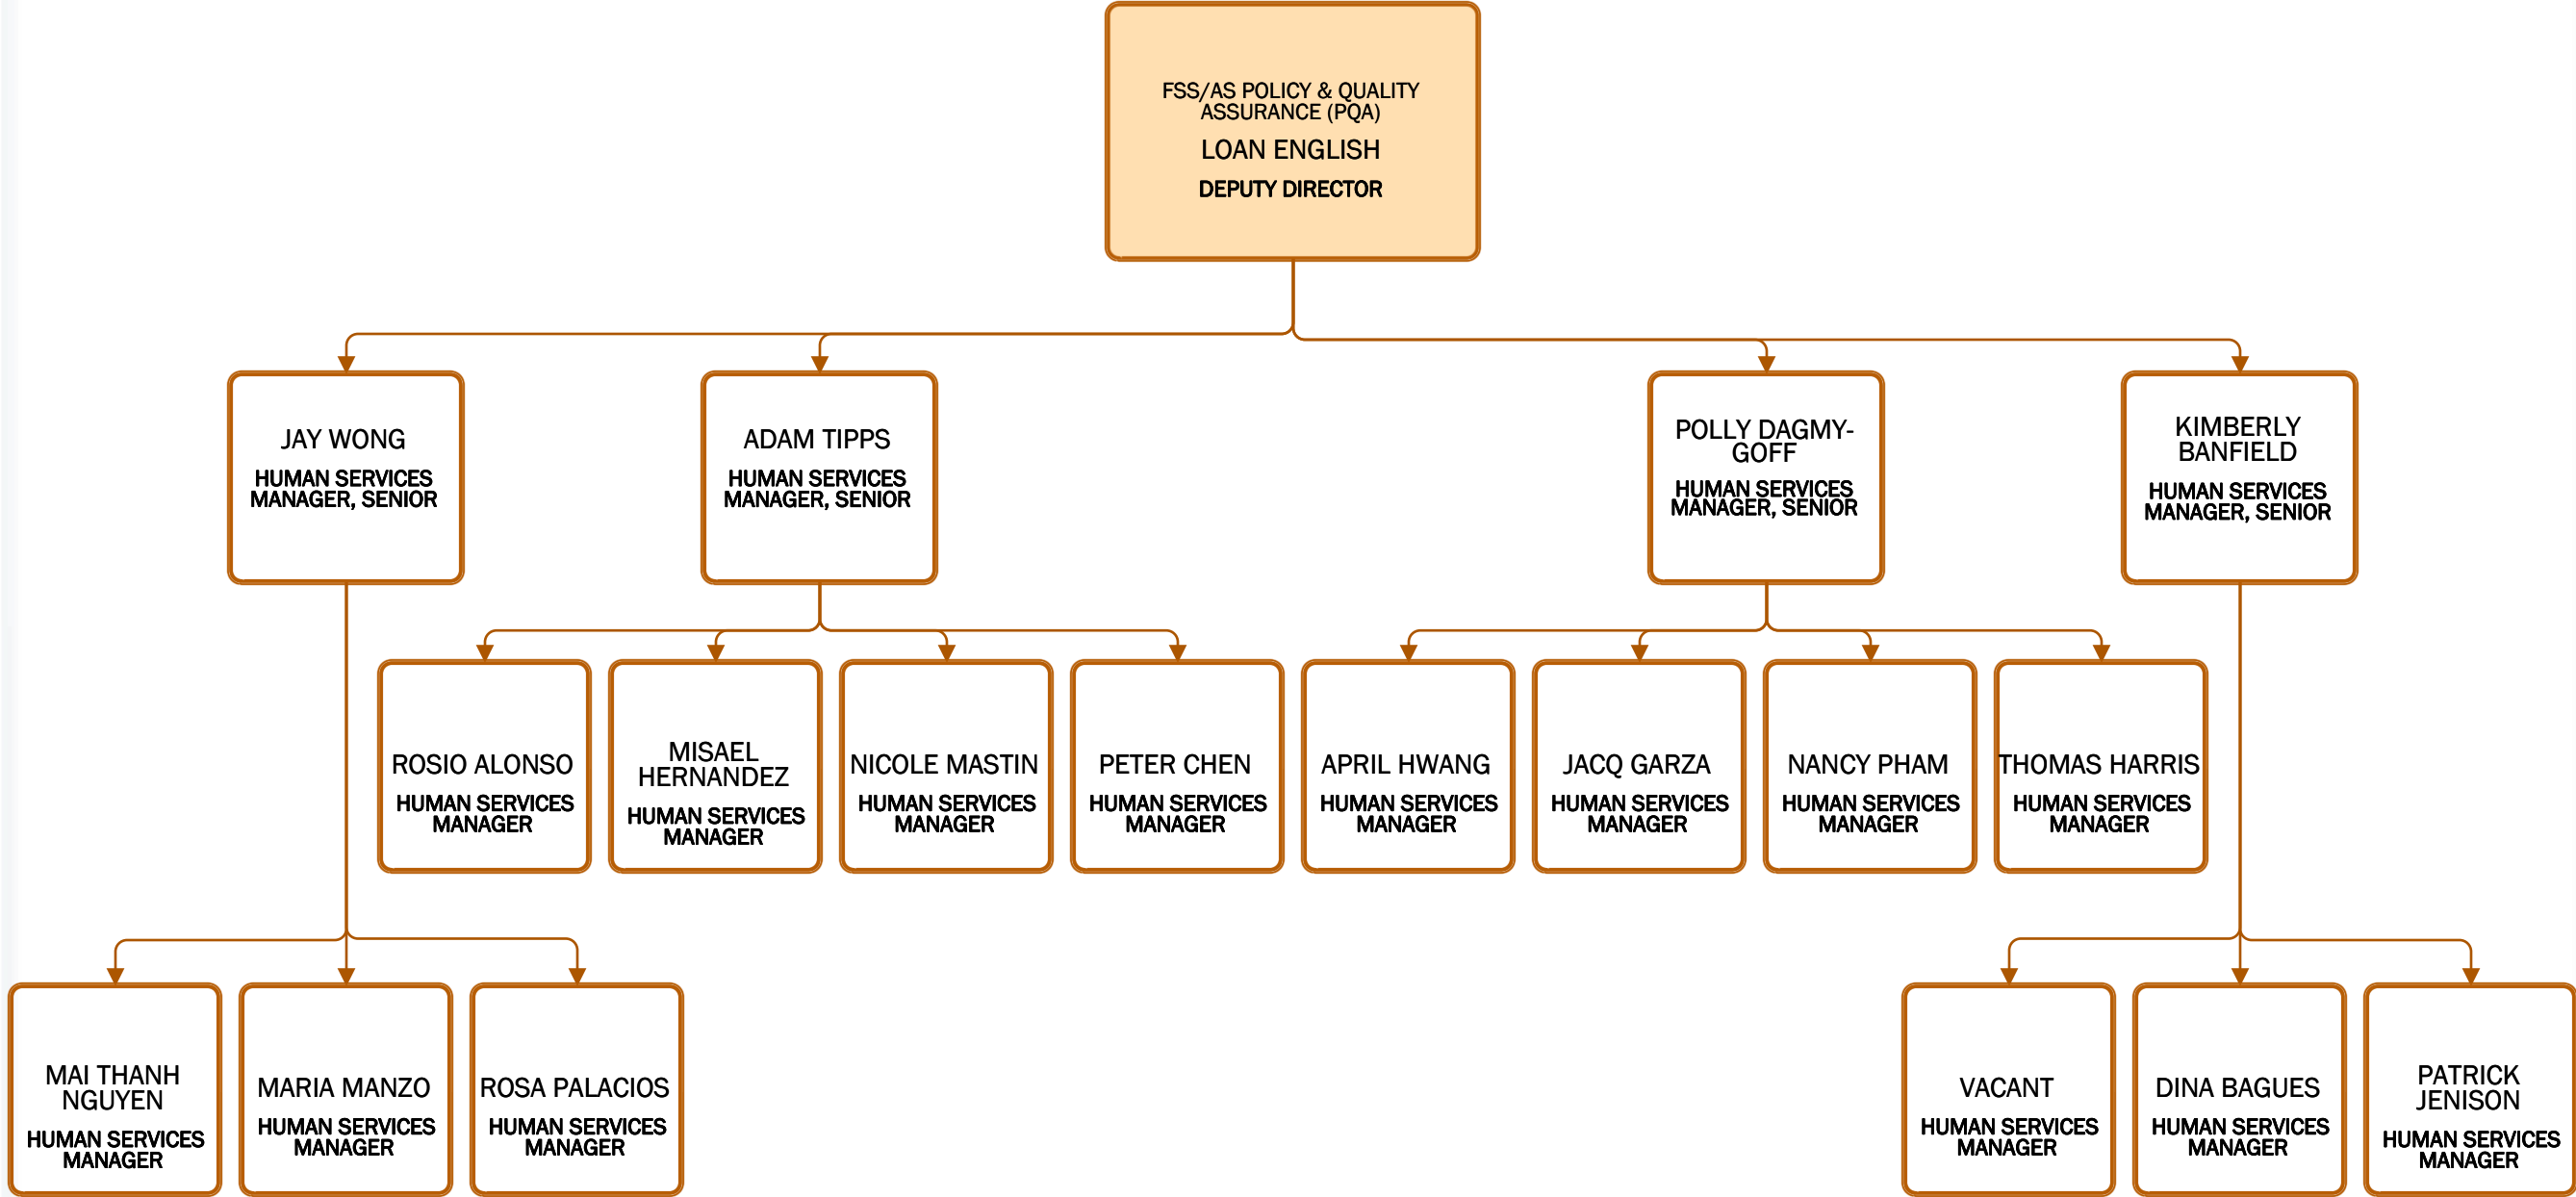 FSS/AS POLICY & QUALITY
ASSURANCE (PQA)
LOAN ENGLISH
DEPUTY DIRECTOR
JAY WONG
HUMAN SERVICES
MANAGER, SENIOR
ADAM TIPPS
HUMAN SERVICES
MANAGER, SENIOR
POLLY DAGMY-
GOFF
HUMAN SERVICES
MANAGER, SENIOR
KIMBERLY
BANFIELD
HUMAN SERVICES
MANAGER, SENIOR
ROSIO ALONSO
HUMAN SERVICES
MANAGER
MISAEL
HERNANDEZ
HUMAN SERVICES
MANAGER
NICOLE MASTIN
HUMAN SERVICES
MANAGER
PETER CHEN
HUMAN SERVICES
MANAGER
APRIL HWANG
HUMAN SERVICES
MANAGER
JACQ GARZA
HUMAN SERVICES
MANAGER
NANCY PHAM
HUMAN SERVICES
MANAGER
THOMAS HARRIS
HUMAN SERVICES
MANAGER
MAI THANH
NGUYEN
HUMAN SERVICES
MANAGER
MARIA MANZO
HUMAN SERVICES
MANAGER
ROSA PALACIOS
HUMAN SERVICES
MANAGER
VACANT
HUMAN SERVICES
MANAGER
DINA BAGUES
HUMAN SERVICES
MANAGER
PATRICK
JENISON
HUMAN SERVICES
MANAGER